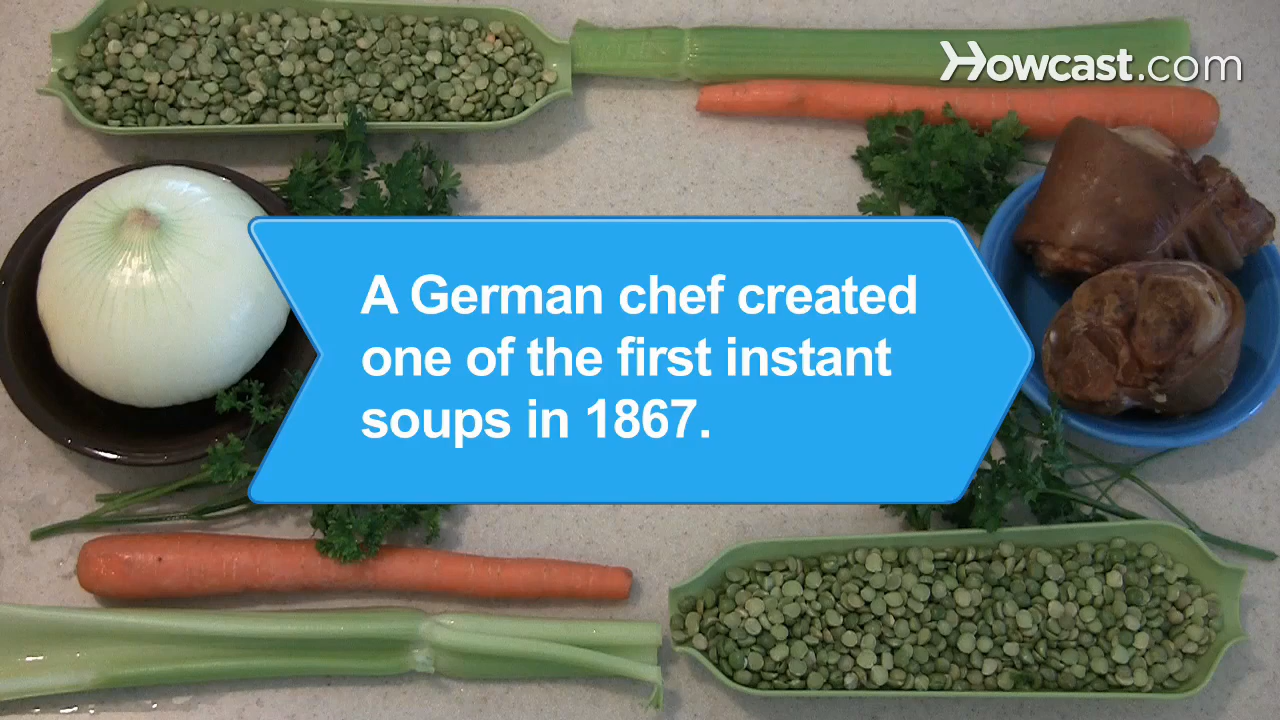 Howcast.com
A German chef created
one of the first instant
soups in 1867.